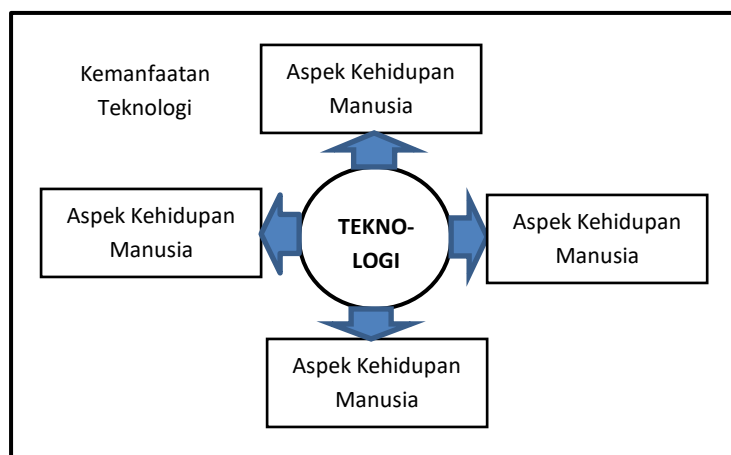 Kemanfaatan
Teknologi
Aspek Kehidupan
Manusia
Aspek Kehidupan
Manusia
TEKNO-
LOGI
Aspek Kehidupan
Manusia
Aspek Kehidupan
Manusia